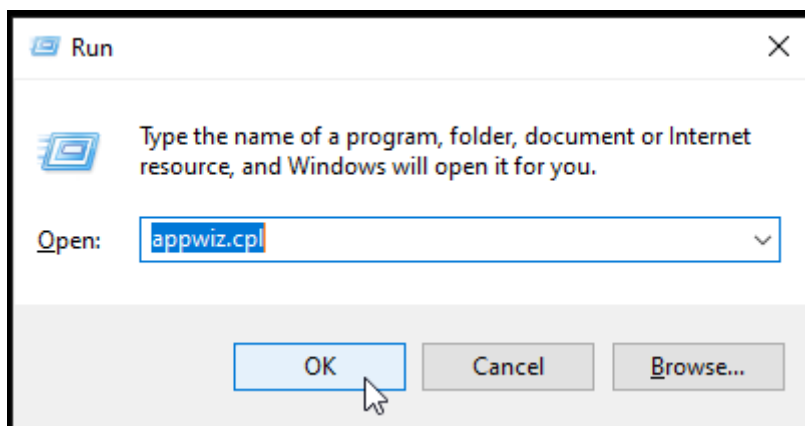 Run
Type the name of a program, folder, document or Internet
resource, and Windows will open it for you.
Open: appwiz.cpl
OK Cancel Browse...